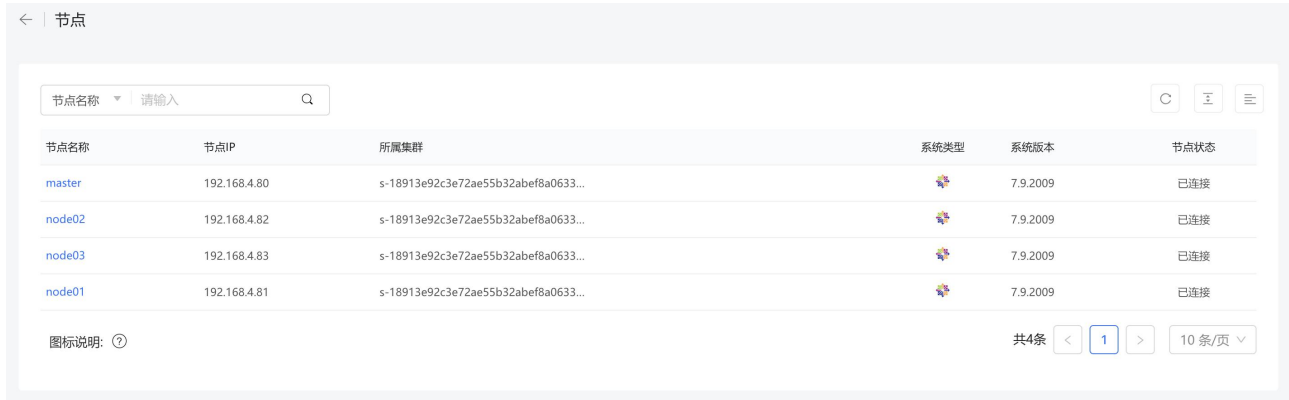 节点
节点名称 请输入
节点名称 节点IP 所属集群 系统类型 系统版本 节点状态
master 192.168.4.80 s-18913e92c3e72ae55b32abef8a0633... 7.9.2009 已连接
node02 192.168.4.82 s-18913e92c3e72ae55b32abef8a0633... 7.9.2009 已连接
node03 192.168.4.83 s-18913e92c3e72ae55b32abef8a0633... 7.9.2009 已连接
node01 192.168.4.81 s-18913e92c3e72ae55b32abef8a0633... 7.9.2009 已连接
图标说明: ? 共4条 < 1 > 10 条/页